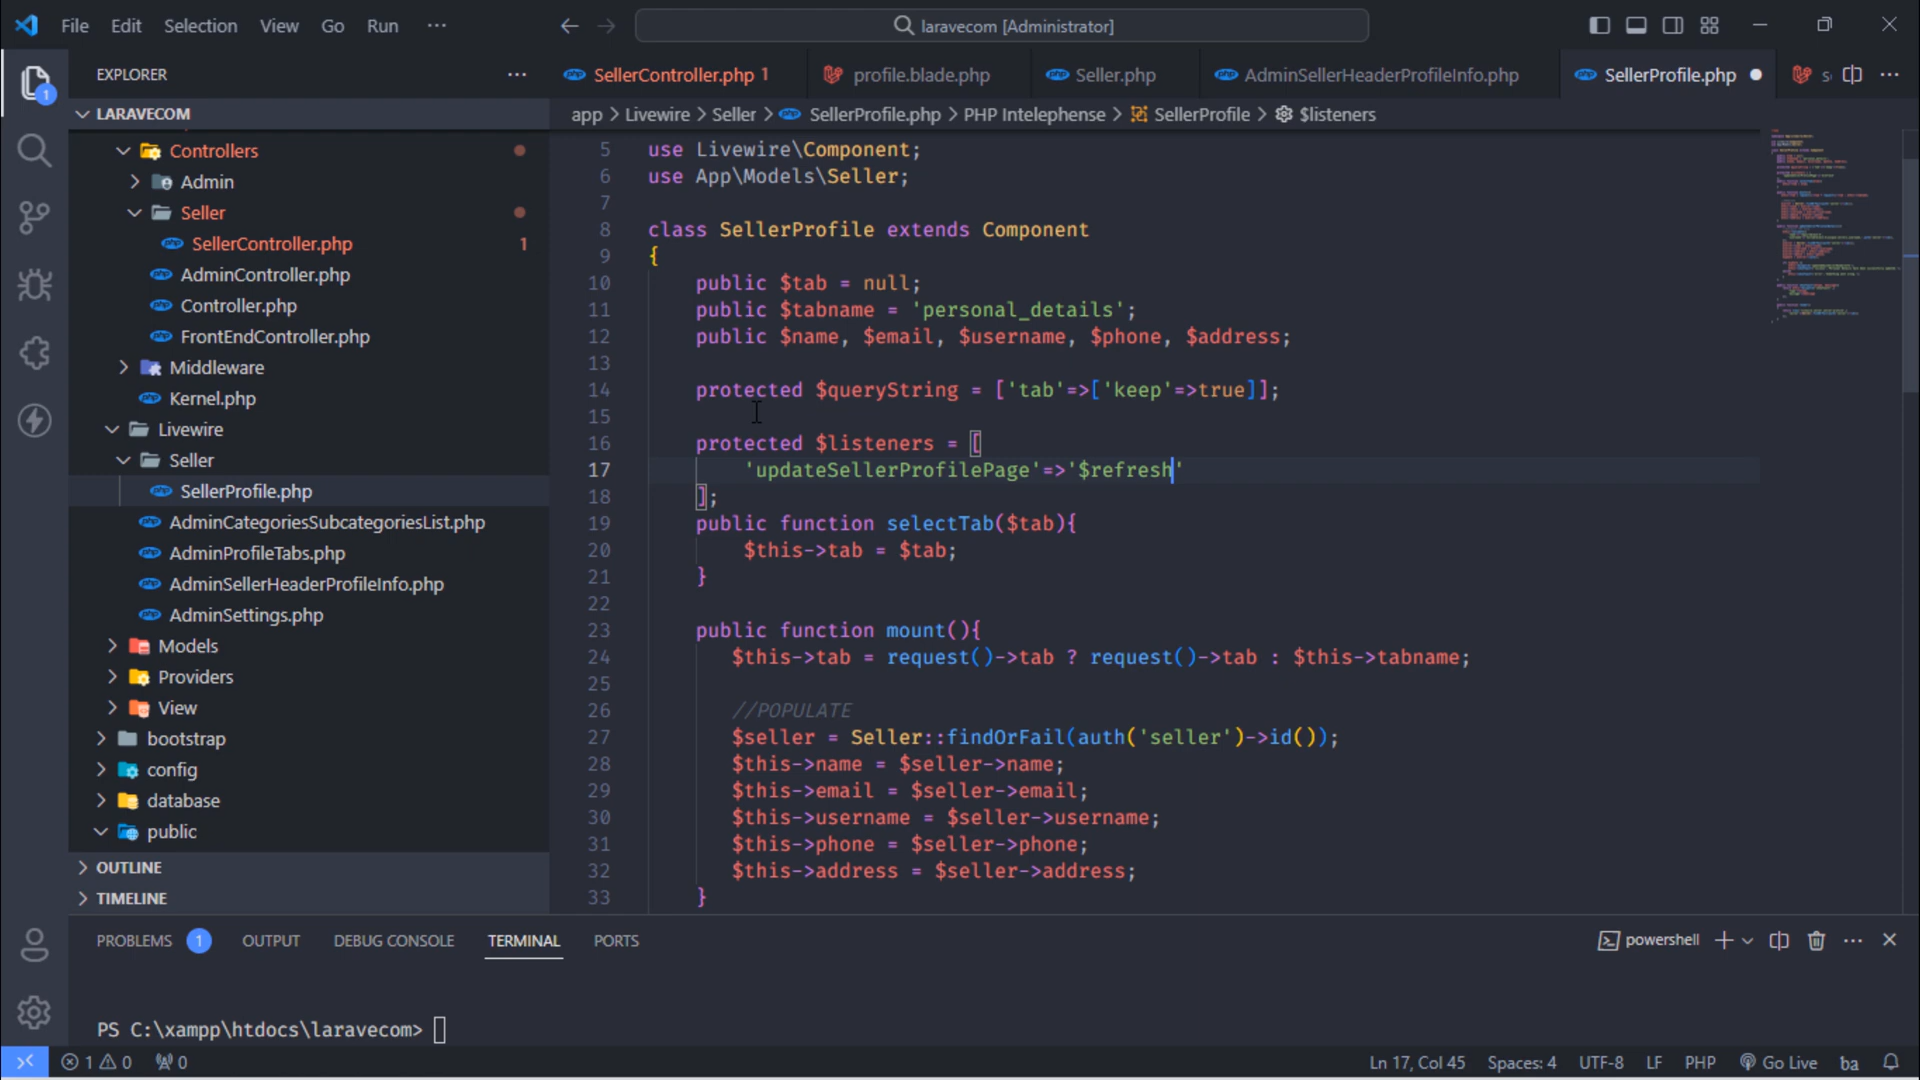 File Edit Selection View Go Run ···
laravecom [Administrator]
EXPLORER ···
SellerController.php 1 profile.blade.php Seller.php AdminSellerHeaderProfileInfo.php SellerProfile.php
app > Livewire > Seller > SellerProfile.php > PHP Intelephense > SellerProfile > $listeners
LARAVECOM
Controllers
Admin
Seller
SellerController.php 1
AdminController.php
Controller.php
FrontEndController.php
Middleware
Kernel.php
Livewire
Seller
SellerProfile.php
AdminCategoriesSubcategoriesList.php
AdminProfileTabs.php
AdminSellerHeaderProfileInfo.php
AdminSettings.php
Models
Providers
View
bootstrap
config
database
public
OUTLINE
TIMELINE
5 use Livewire\Component;
6 use App\Models\Seller;
7
8 class SellerProfile extends Component
9 {
10 public $tab = null;
11 public $tabname = 'personal_details';
12 public $name, $email, $username, $phone, $address;
13
14 protected $queryString = ['tab'=>['keep'=>true]];
15
16 protected $listeners = [
17 'updateSellerProfilePage'=>'$refresh'
18 ];
19 public function selectTab($tab){
20 $this->tab = $tab;
21 }
22
23 public function mount(){
24 $this->tab = request()->tab ? request()->tab : $this->tabname;
25
26 //POPULATE
27 $seller = Seller::findOrFail(auth('seller')->id());
28 $this->name = $seller->name;
29 $this->email = $seller->email;
30 $this->username = $seller->username;
31 $this->phone = $seller->phone;
32 $this->address = $seller->address;
33 }
PROBLEMS 1 OUTPUT DEBUG CONSOLE TERMINAL PORTS powershell
PS C:\xampp\htdocs\laravecom>
1 0 0 Ln 17, Col 45 Spaces: 4 UTF-8 LF PHP Go Live